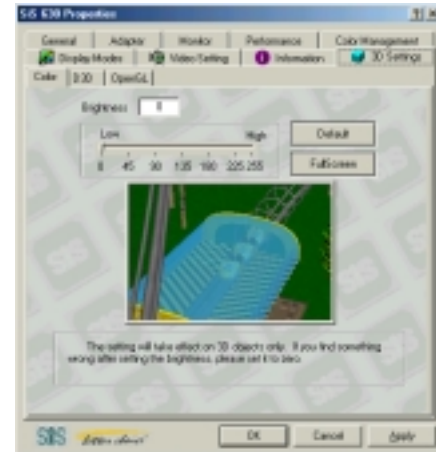 SiS 630 Properties
General Adapter Monitor Performance Color Management
Display Modes Video Setting Information 3D Settings
Color D3D OpenGL
Brightness 0
Low High Default
0 45 90 135 180 225 255 FullScreen
The setting will take effect on 3D objects only. If you find something
wrong after setting the brightness, please set it to zero.
SiS OK Cancel Apply